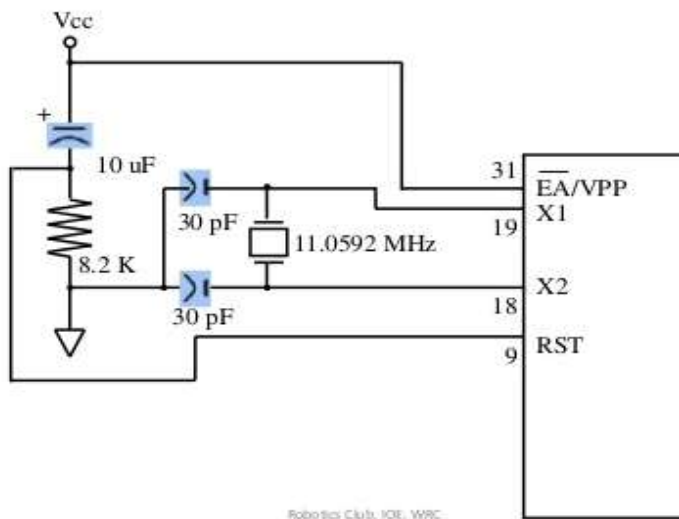 Vcc
+
10 uF
31
EA/VPP
30 pF
19
X1
11.0592 MHz
8.2 K
30 pF
X2
18
RST
9
Robotics Club, IOE, WRC